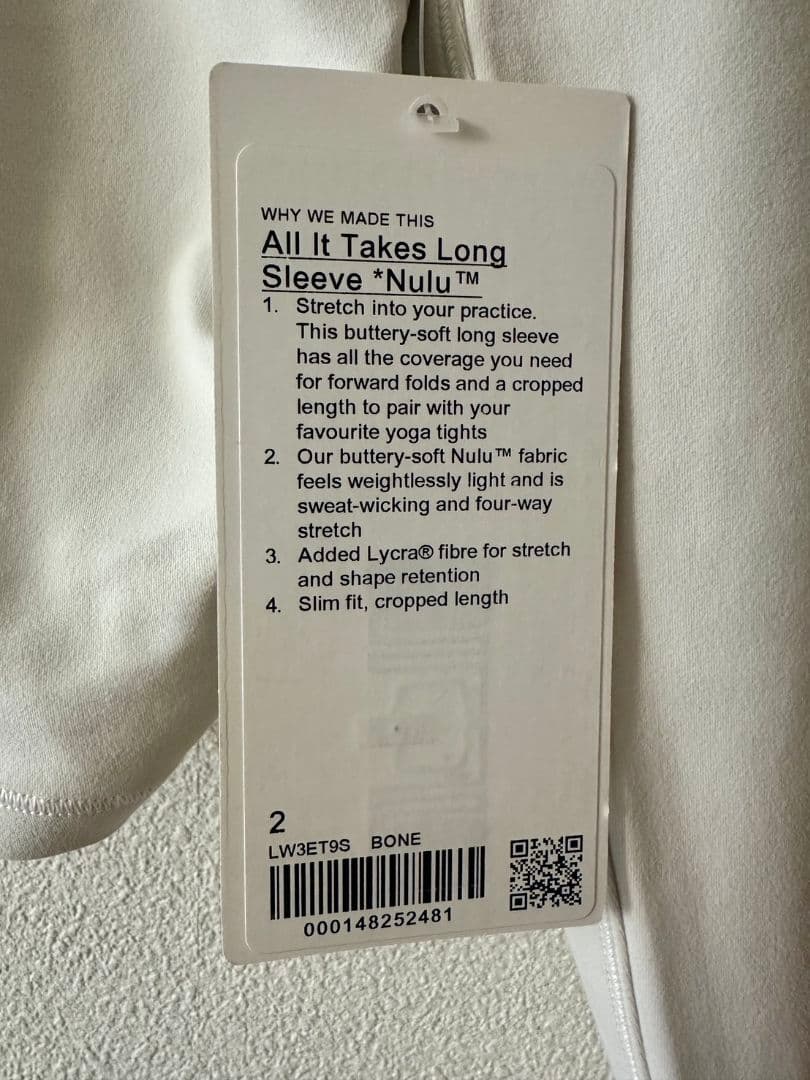 WHY WE MADE THIS
All It Takes Long
Sleeve *Nulu™
1. Stretch into your practice.
This buttery-soft long sleeve
has all the coverage you need
for forward folds and a cropped
length to pair with your
favourite yoga tights
2. Our buttery-soft Nulu™ fabric
feels weightlessly light and is
sweat-wicking and four-way
stretch
3. Added Lycra® fibre for stretch
and shape retention
4. Slim fit, cropped length
2
LW3ET9S BONE
000148252481